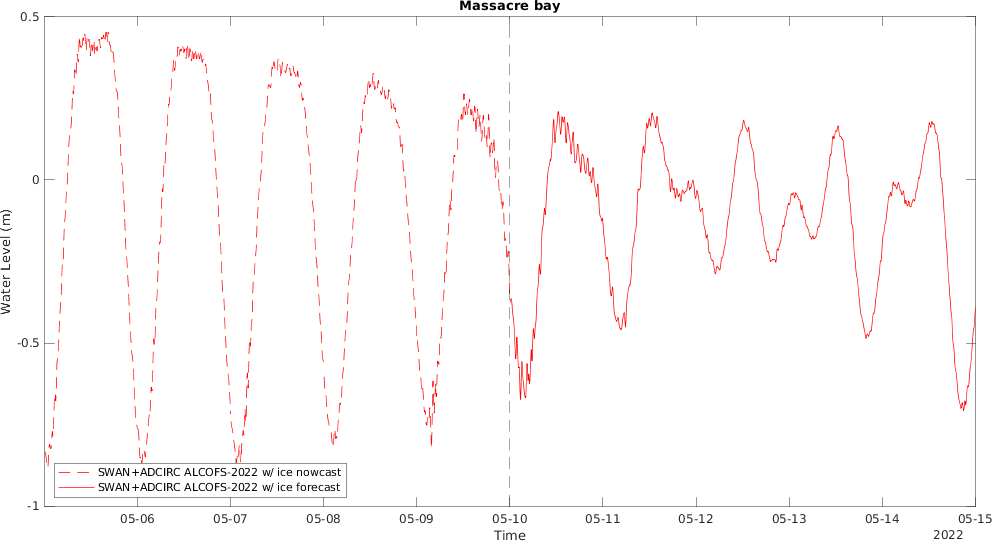 Massacre bay
0.5
0
-0.5
-1
Water Level (m)
SWAN+ADCIRC ALCOFS-2022 w/ ice nowcast
SWAN+ADCIRC ALCOFS-2022 w/ ice forecast
05-06 05-07 05-08 05-09 05-10 05-11 05-12 05-13 05-14 05-15
Time
2022